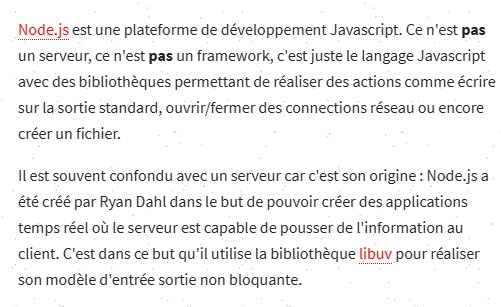 Node.js est une plateforme de développement Javascript. Ce n'est pas
un serveur, ce n'est pas un framework, c'est juste le langage Javascript
avec des bibliothèques permettant de réaliser des actions comme écrire
sur la sortie standard, ouvrir/fermer des connections réseau ou encore
créer un fichier.
Il est souvent confondu avec un serveur car c'est son origine : Node.js a
été créé par Ryan Dahl dans le but de pouvoir créer des applications
temps réel où le serveur est capable de pousser de l'information au
client. C'est dans ce but qu'il utilise la bibliothèque libuv pour réaliser
son modèle d'entrée sortie non bloquante.